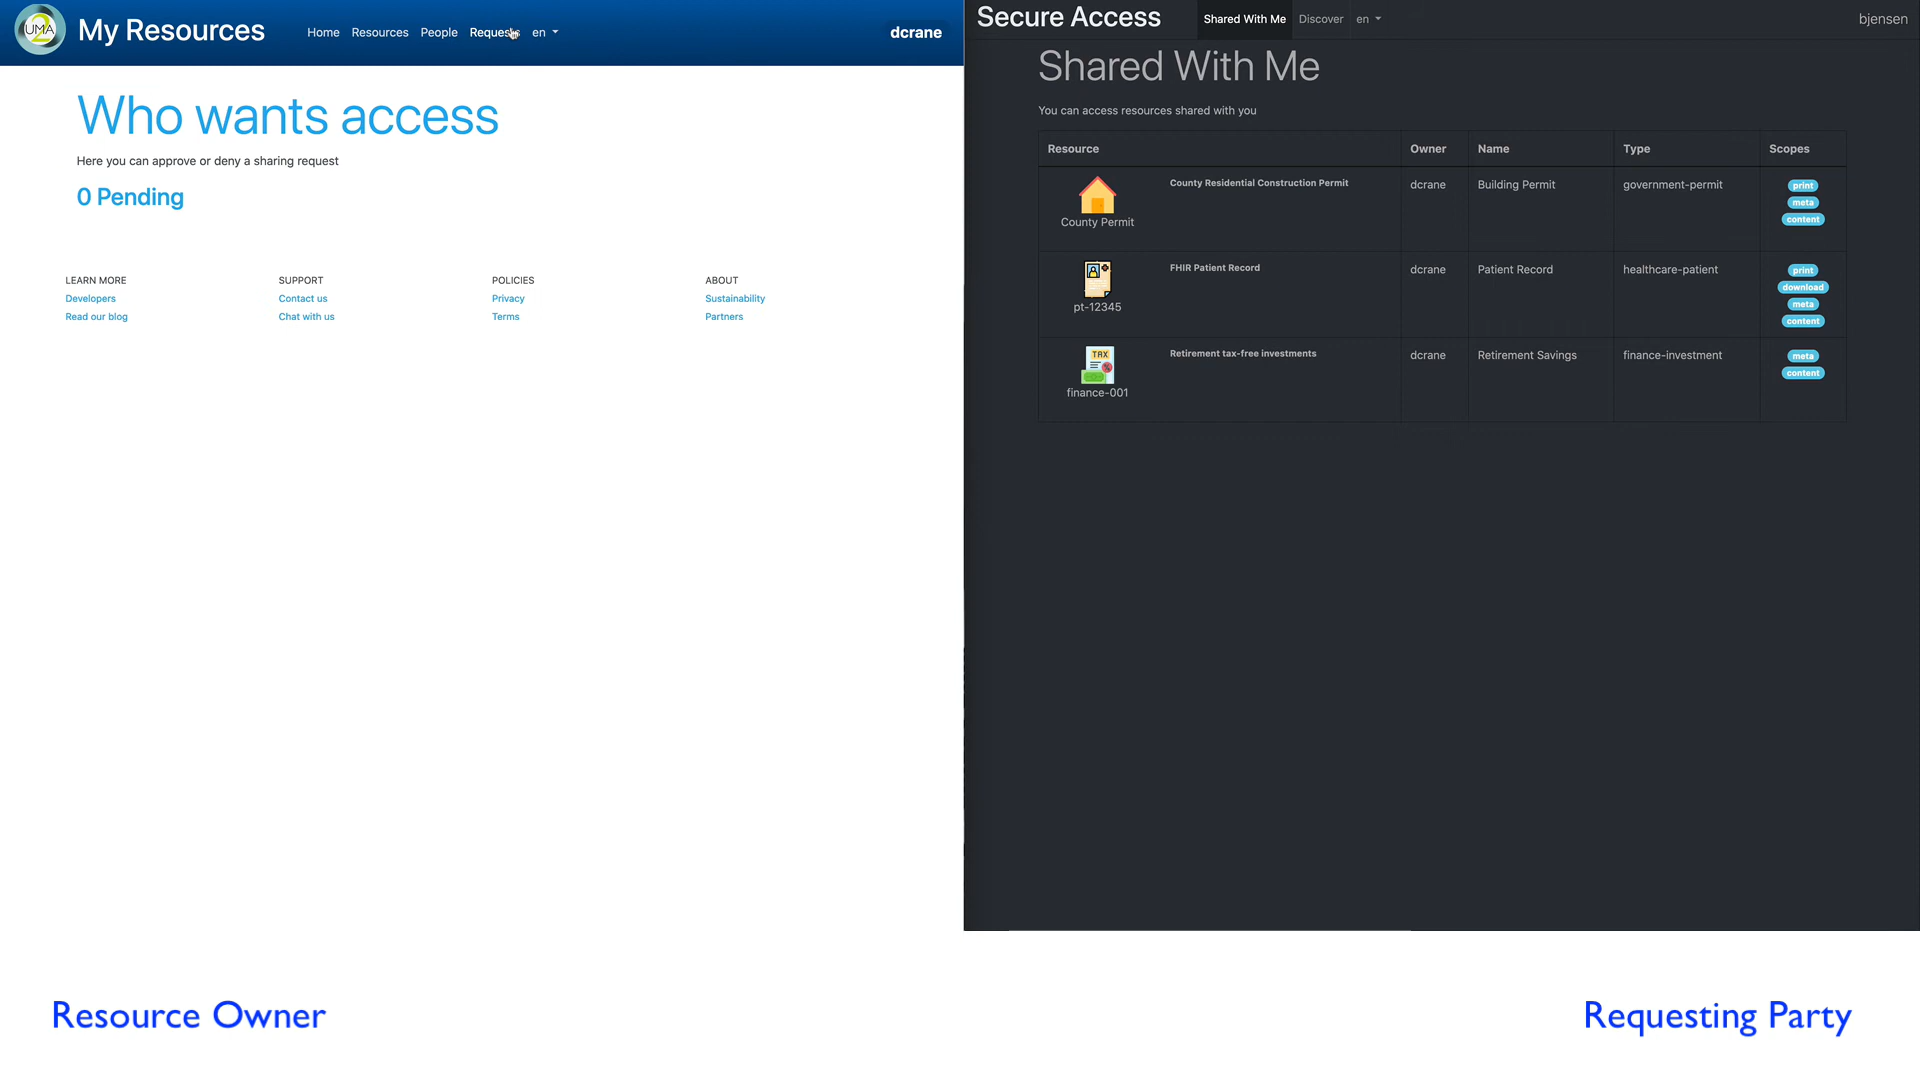 UMA 2 My Resources Home Resources People Requests en dcrane
Who wants access
Here you can approve or deny a sharing request
0 Pending
LEARN MORE SUPPORT POLICIES ABOUT
Developers Contact us Privacy Sustainability
Read our blog Chat with us Terms Partners
Secure Access Shared With Me Discover en bjensen
Shared With Me
You can access resources shared with you
Resource Owner Name Type Scopes
County Residential Construction Permit dcrane Building Permit government-permit print
meta
County Permit content
FHIR Patient Record dcrane Patient Record healthcare-patient print
download
pt-12345 meta
content
TAX Retirement tax-free investments dcrane Retirement Savings finance-investment meta
content
finance-001
Resource Owner
Requesting Party